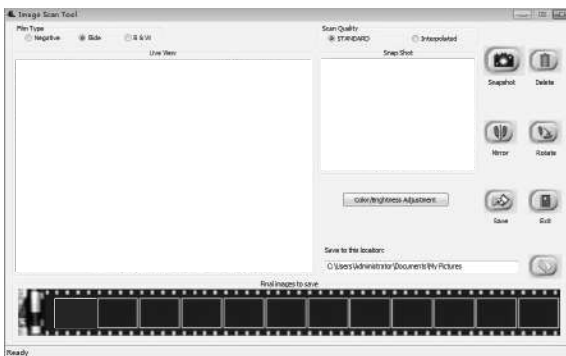 Image Scan Tool
Film Type
Negative
Slide
B & W
Scan Quality
STANDARD
Interpolated
Live View
Snap Shot
Snapshot
Delete
Mirror
Rotate
Color/Brightness Adjustment
Save
Exit
Save to this location:
C:\Users\Administrator\Documents\My Pictures
Final images to save
Ready